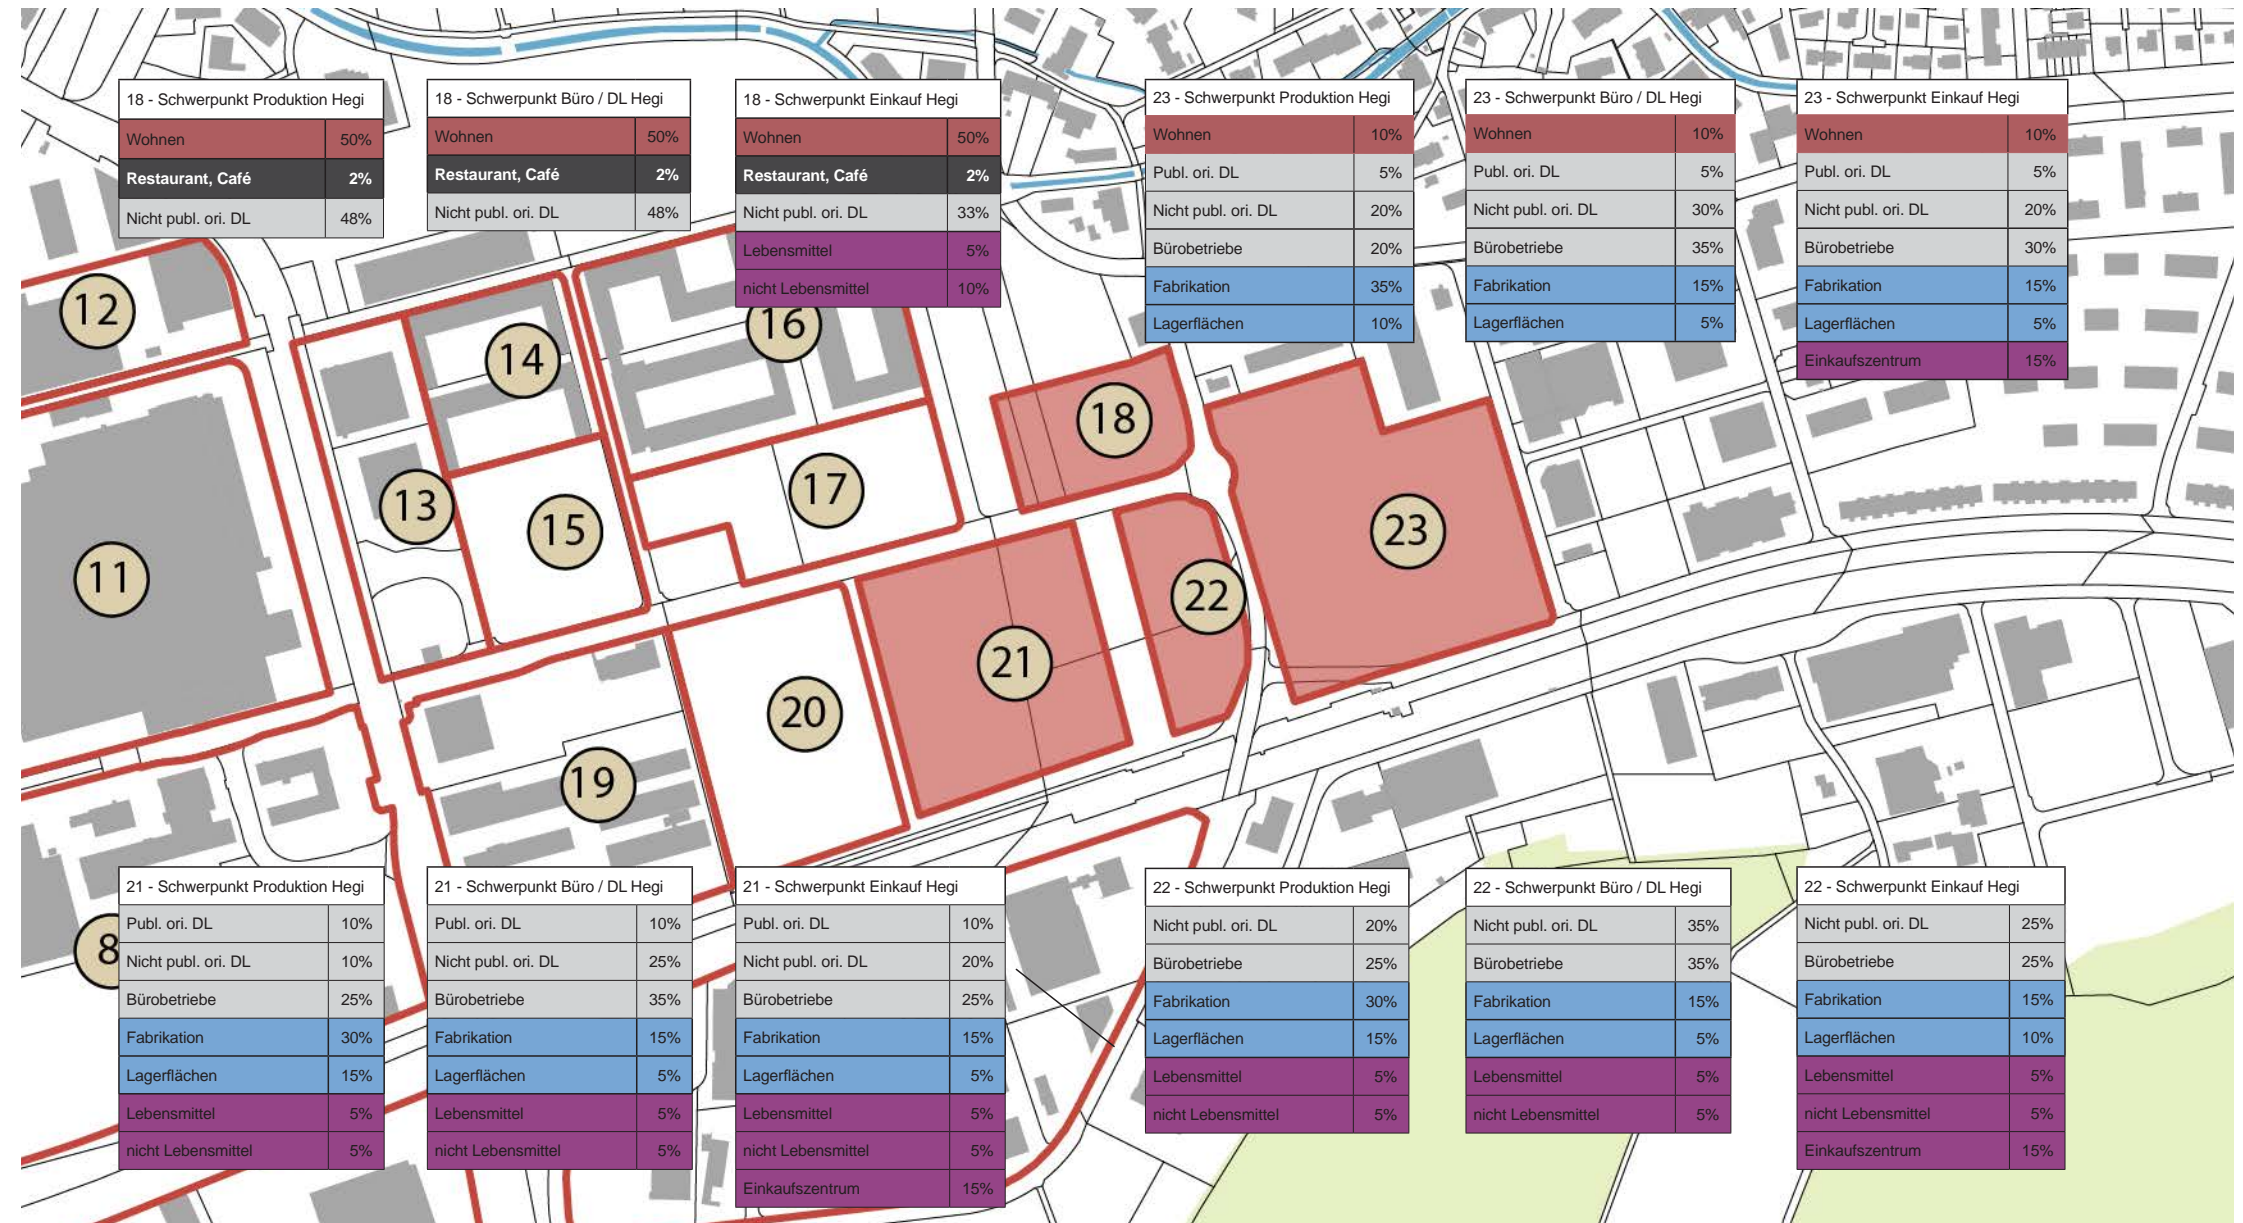 18 - Schwerpunkt Produktion Hegi
Wohnen 50%
Restaurant, Café 2%
Nicht publ. ori. DL 48%
18 - Schwerpunkt Büro / DL Hegi
Wohnen 50%
Restaurant, Café 2%
Nicht publ. ori. DL 48%
18 - Schwerpunkt Einkauf Hegi
Wohnen 50%
Restaurant, Café 2%
Nicht publ. ori. DL 33%
Lebensmittel 5%
nicht Lebensmittel 10%
23 - Schwerpunkt Produktion Hegi
Wohnen 10%
Publ. ori. DL 5%
Nicht publ. ori. DL 20%
Bürobetriebe 20%
Fabrikation 35%
Lagerflächen 10%
23 - Schwerpunkt Büro / DL Hegi
Wohnen 10%
Publ. ori. DL 5%
Nicht publ. ori. DL 30%
Bürobetriebe 35%
Fabrikation 15%
Lagerflächen 5%
23 - Schwerpunkt Einkauf Hegi
Wohnen 10%
Publ. ori. DL 5%
Nicht publ. ori. DL 20%
Bürobetriebe 30%
Fabrikation 15%
Lagerflächen 5%
Einkaufszentrum 15%
12
14
16
18
13
15
17
23
11
22
21
20
19
8
21 - Schwerpunkt Produktion Hegi
Publ. ori. DL 10%
Nicht publ. ori. DL 10%
Bürobetriebe 25%
Fabrikation 30%
Lagerflächen 15%
Lebensmittel 5%
nicht Lebensmittel 5%
21 - Schwerpunkt Büro / DL Hegi
Publ. ori. DL 10%
Nicht publ. ori. DL 25%
Bürobetriebe 35%
Fabrikation 15%
Lagerflächen 5%
Lebensmittel 5%
nicht Lebensmittel 5%
21 - Schwerpunkt Einkauf Hegi
Publ. ori. DL 10%
Nicht publ. ori. DL 20%
Bürobetriebe 25%
Fabrikation 15%
Lagerflächen 5%
Lebensmittel 5%
nicht Lebensmittel 5%
Einkaufszentrum 15%
22 - Schwerpunkt Produktion Hegi
Nicht publ. ori. DL 20%
Bürobetriebe 25%
Fabrikation 30%
Lagerflächen 15%
Lebensmittel 5%
nicht Lebensmittel 5%
22 - Schwerpunkt Büro / DL Hegi
Nicht publ. ori. DL 35%
Bürobetriebe 35%
Fabrikation 15%
Lagerflächen 5%
Lebensmittel 5%
nicht Lebensmittel 5%
22 - Schwerpunkt Einkauf Hegi
Nicht publ. ori. DL 25%
Bürobetriebe 25%
Fabrikation 15%
Lagerflächen 10%
Lebensmittel 5%
nicht Lebensmittel 5%
Einkaufszentrum 15%